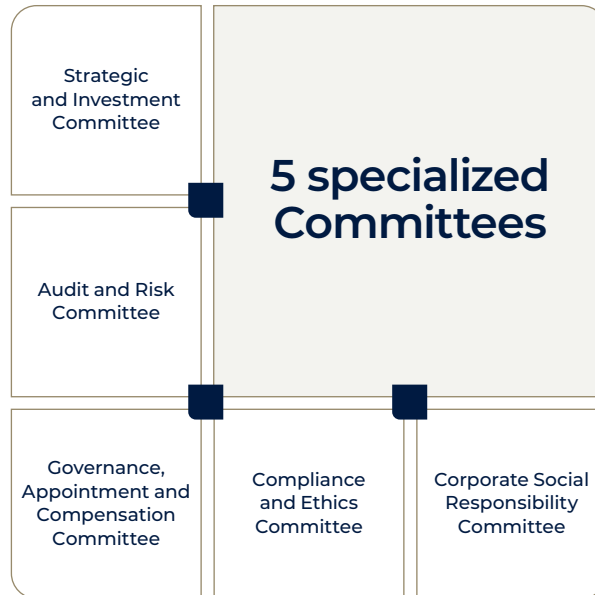 Strategic
and Investment
Committee
5 specialized
Committees
Audit and Risk
Committee
Governance,
Appointment and
Compensation
Committee
Compliance
and Ethics
Committee
Corporate Social
Responsibility
Committee